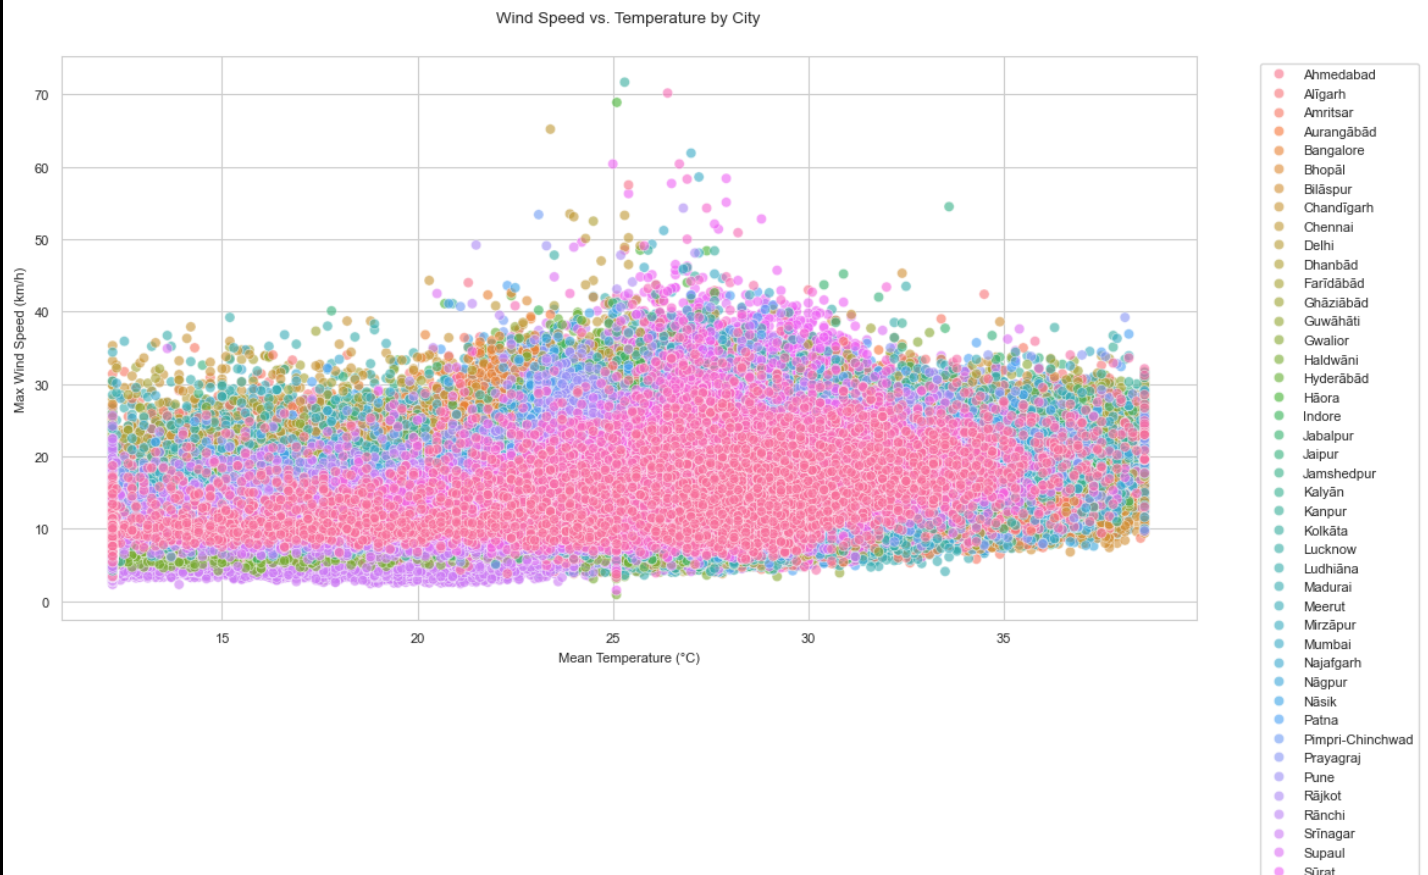 Wind Speed vs. Temperature by City
Max Wind Speed (km/h)
70
60
50
40
30
20
10
0
15
20
25
30
35
Mean Temperature (°C)
Ahmedabad
Alīgarh
Amritsar
Aurangābād
Bangalore
Bhopāl
Bilāspur
Chandīgarh
Chennai
Delhi
Dhanbād
Farīdābād
Ghāziābād
Guwāhāti
Gwalior
Haldwāni
Hyderābād
Hāora
Indore
Jabalpur
Jaipur
Jamshedpur
Kalyān
Kanpur
Kolkāta
Lucknow
Ludhiāna
Madurai
Meerut
Mirzāpur
Mumbai
Najafgarh
Nāgpur
Nāsik
Patna
Pimpri-Chinchwad
Prayagraj
Pune
Rājkot
Rānchi
Srīnagar
Supaul
Sūrat